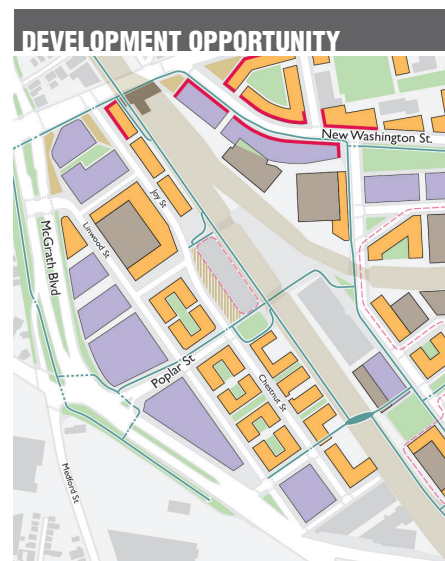 DEVELOPMENT OPPORTUNITY
New Washington St.
Joy St
Linwood St
McGrath Blvd
Poplar St
Chestnut St
Medford St